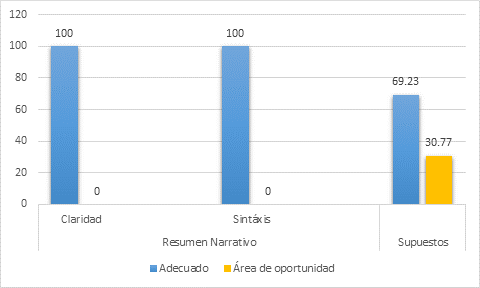 120
100
80
60
40
20
0
100
0
100
0
69.23
30.77
Claridad
Sintáxis
Resumen Narrativo
Supuestos
Adecuado
Área de oportunidad